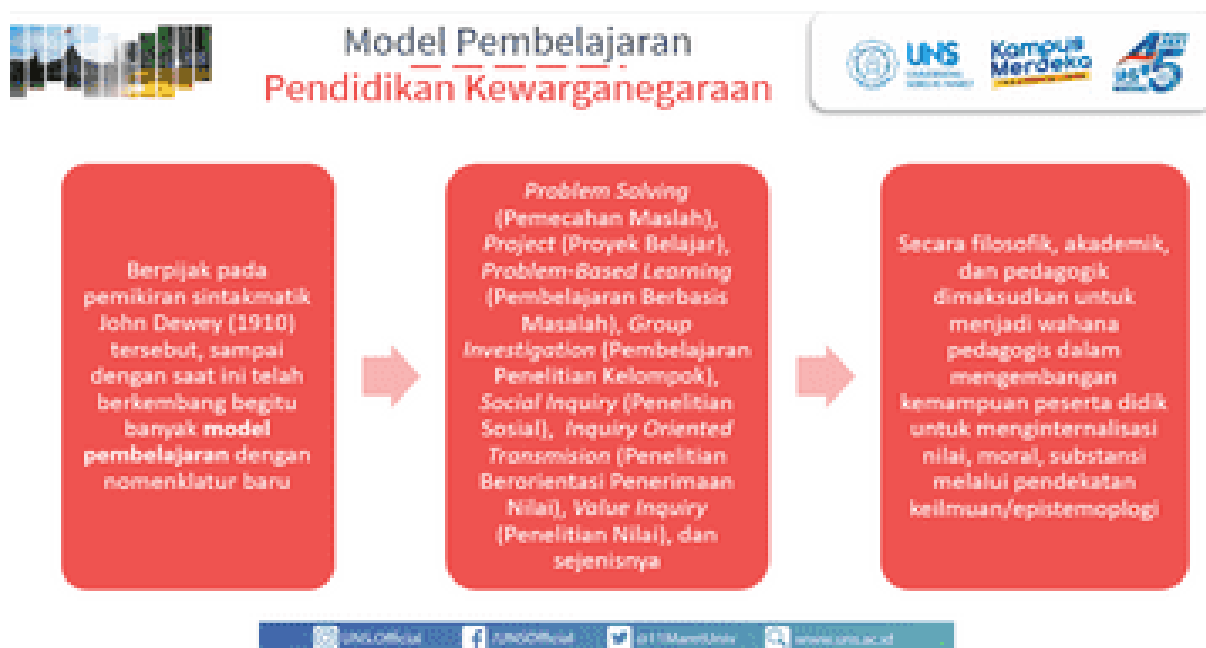 Model Pembelajaran
Pendidikan Kewarganegaraan
UNS
Kampus
Merdeka
Berpijak pada
pemikiran sintakmatik
John Dewey (1910)
tersebut, sampai
dengan saat ini telah
berkembang begitu
banyak model
pembelajaran dengan
nomenklatur baru
Problem Solving
(Pemecahan Maslah),
Project (Proyek Belajar),
Problem-Based Learning
(Pembelajaran Berbasis
Masalah), Group
Investigation (Pembelajaran
Penelitian Kelompok),
Social Inquiry (Penelitian
Sosial), Inquiry Oriented
Transmision (Penelitian
Berorientasi Penerimaan
Nilai), Value Inquiry
(Penelitian Nilai), dan
sejenisnya
Secara filosofik, akademik,
dan pedagogik
dimaksudkan untuk
menjadi wahana
pedagogis dalam
mengembangan
kemampuan peserta didik
untuk menginternalisasi
nilai, moral, substansi
melalui pendekatan
keilmuan/epistemoplogi
UNS.Official
/UNSOfficial
@11MaretUniv
www.uns.ac.id